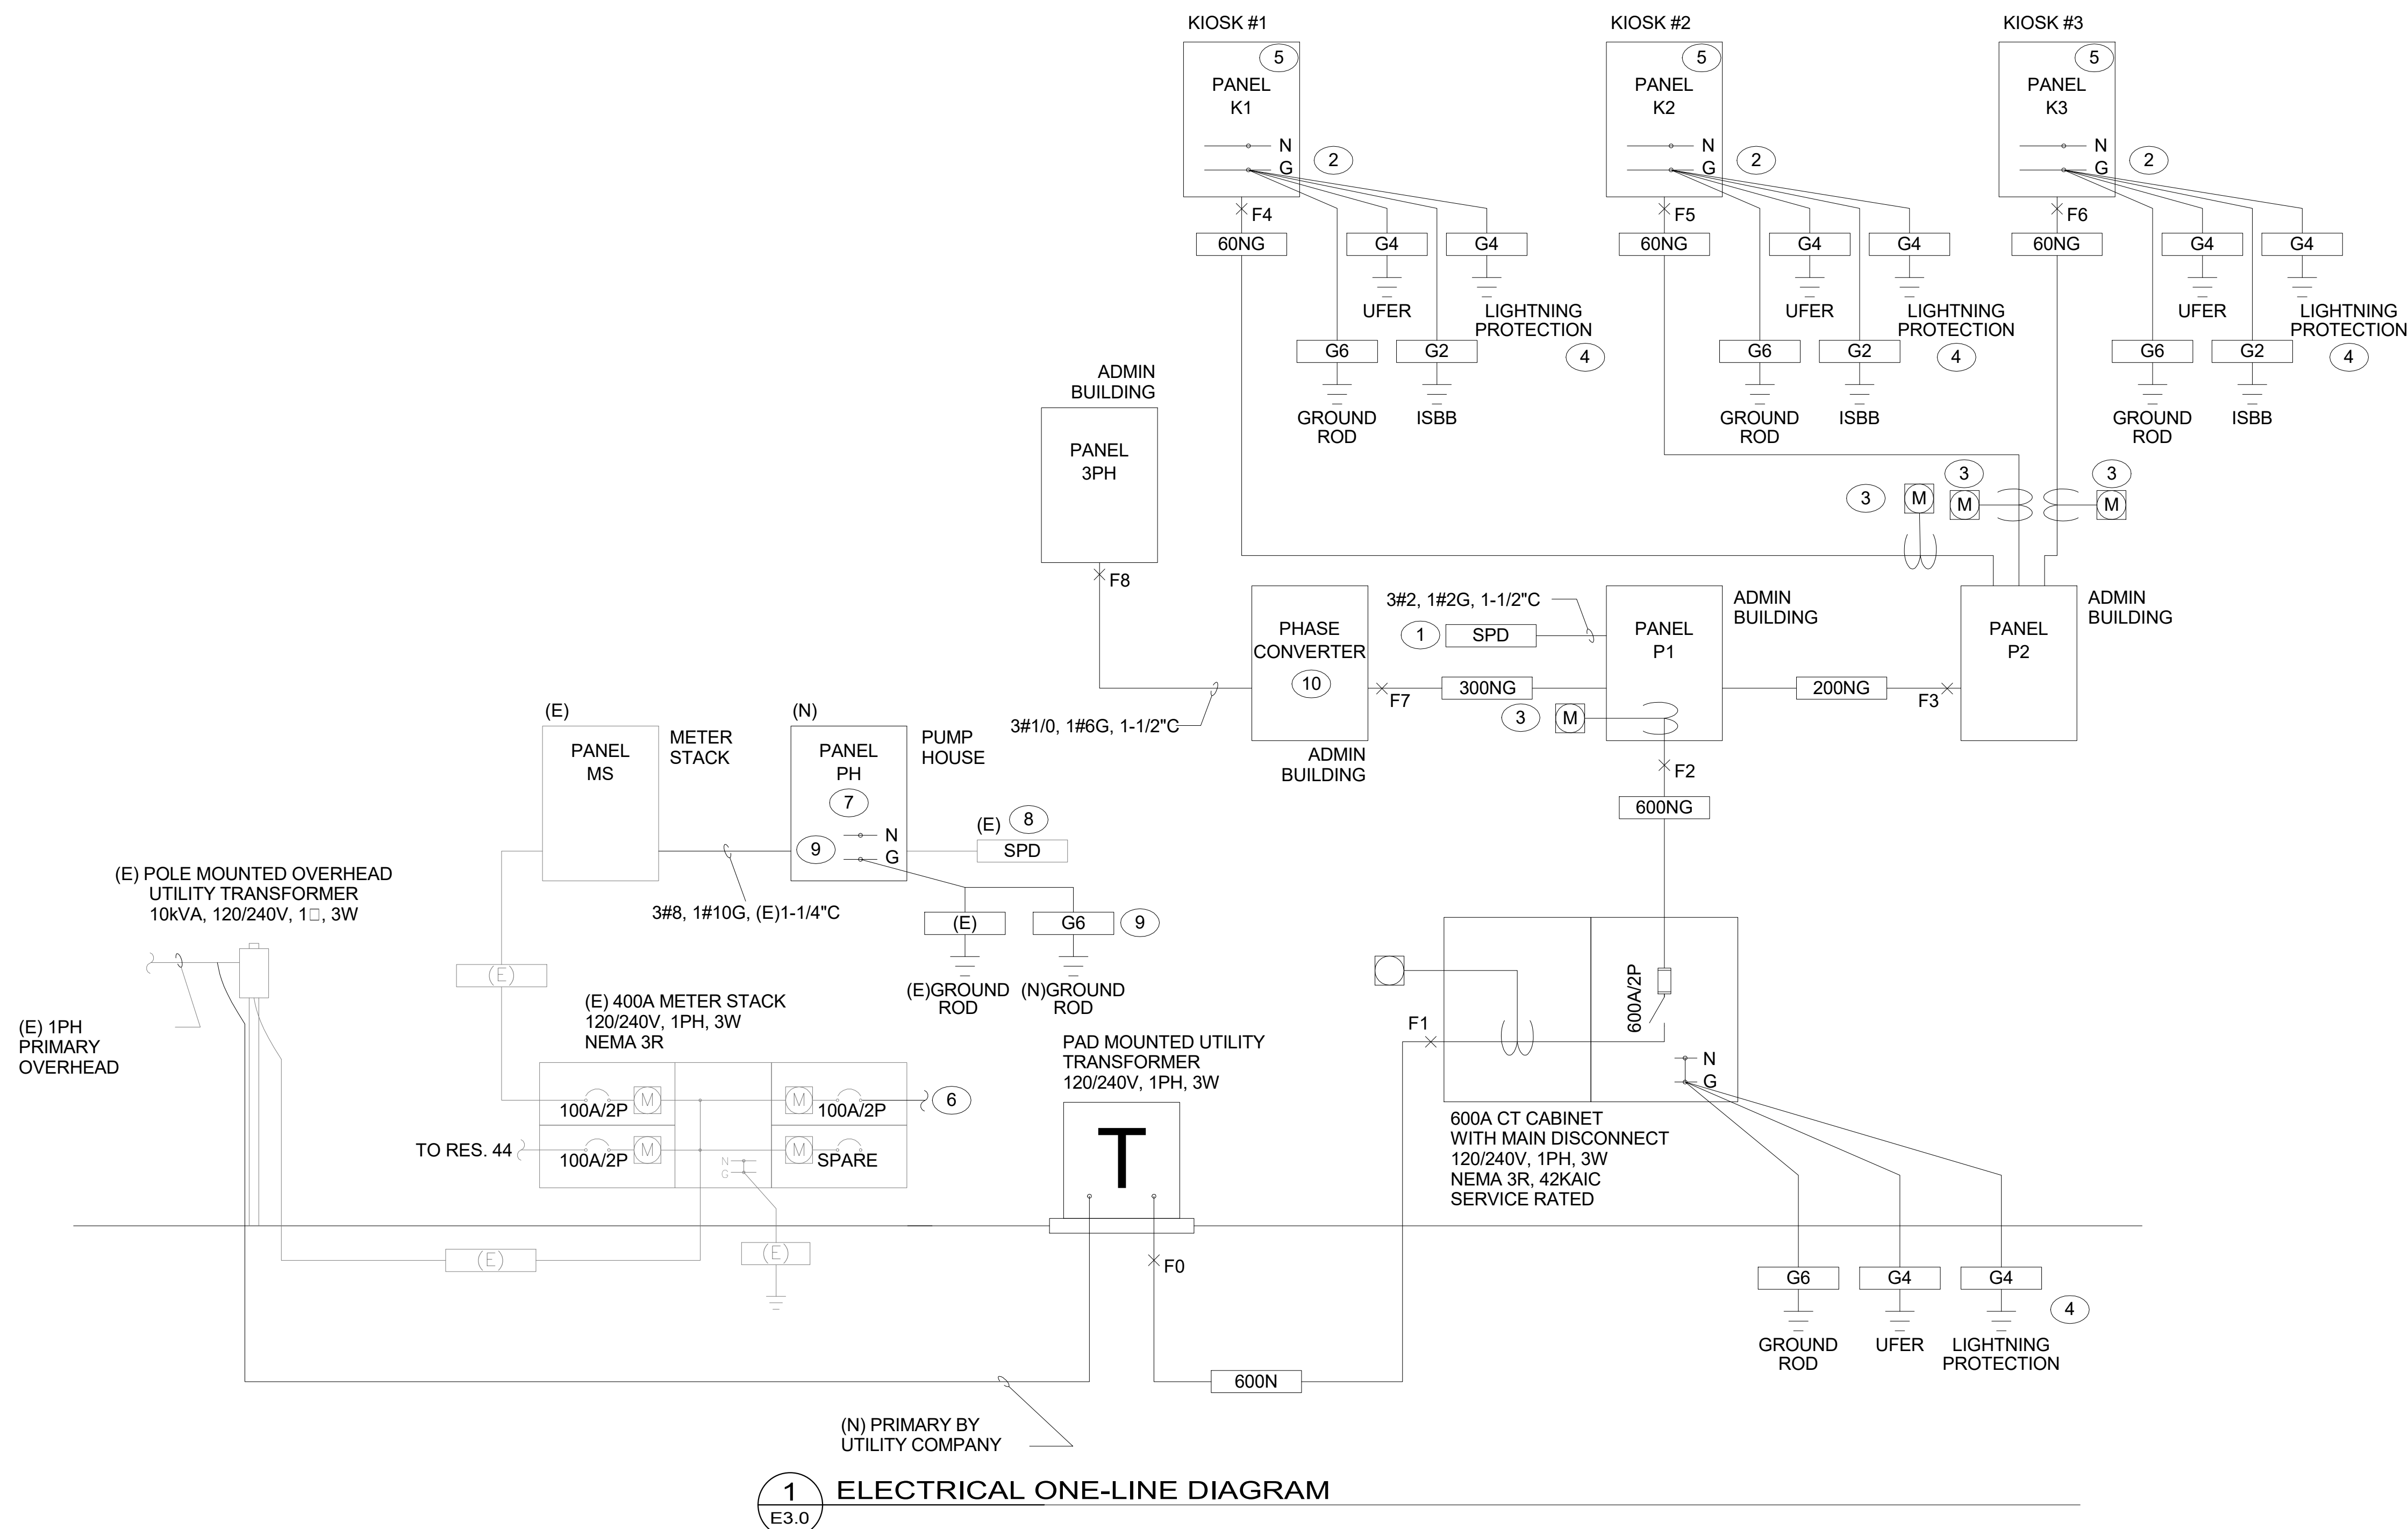 KIOSK #1
5
PANEL
K1
N
G
2
F4
60NG
G4
G4
UFER
LIGHTNING
PROTECTION
4
G6
G2
GROUND
ROD
ISBB
KIOSK #2
5
PANEL
K2
N
G
2
F5
60NG
G4
G4
UFER
LIGHTNING
PROTECTION
4
G6
G2
GROUND
ROD
ISBB
KIOSK #3
5
PANEL
K3
N
G
2
F6
60NG
G4
G4
UFER
LIGHTNING
PROTECTION
4
G6
G2
GROUND
ROD
ISBB
ADMIN
BUILDING
PANEL
3PH
F8
3
M
3
M
3
M
3#1/0, 1#6G, 1-1/2"C
PHASE
CONVERTER
10
ADMIN
BUILDING
F7
300NG
3#2, 1#2G, 1-1/2"C
1
SPD
3
M
PANEL
P1
ADMIN
BUILDING
F2
600NG
200NG
F3
PANEL
P2
ADMIN
BUILDING
(E)
PANEL
MS
METER
STACK
(N)
PANEL
PH
7
PUMP
HOUSE
9
N
G
(E)
8
SPD
3#8, 1#10G, (E)1-1/4"C
(E)
G6
9
(E)GROUND
ROD
(N)GROUND
ROD
(E) POLE MOUNTED OVERHEAD
UTILITY TRANSFORMER
10kVA, 120/240V, 1□, 3W
(E) 1PH
PRIMARY
OVERHEAD
(E)
(E) 400A METER STACK
120/240V, 1PH, 3W
NEMA 3R
100A/2P
M
M
100A/2P
6
TO RES. 44
100A/2P
M
M
SPARE
N
G
(E)
(E)
PAD MOUNTED UTILITY
TRANSFORMER
120/240V, 1PH, 3W
T
F0
600N
F1
600A/2P
N
G
600A CT CABINET
WITH MAIN DISCONNECT
120/240V, 1PH, 3W
NEMA 3R, 42KAIC
SERVICE RATED
G6
G4
G4
4
GROUND
ROD
UFER
LIGHTNING
PROTECTION
(N) PRIMARY BY
UTILITY COMPANY
1
E3.0
ELECTRICAL ONE-LINE DIAGRAM